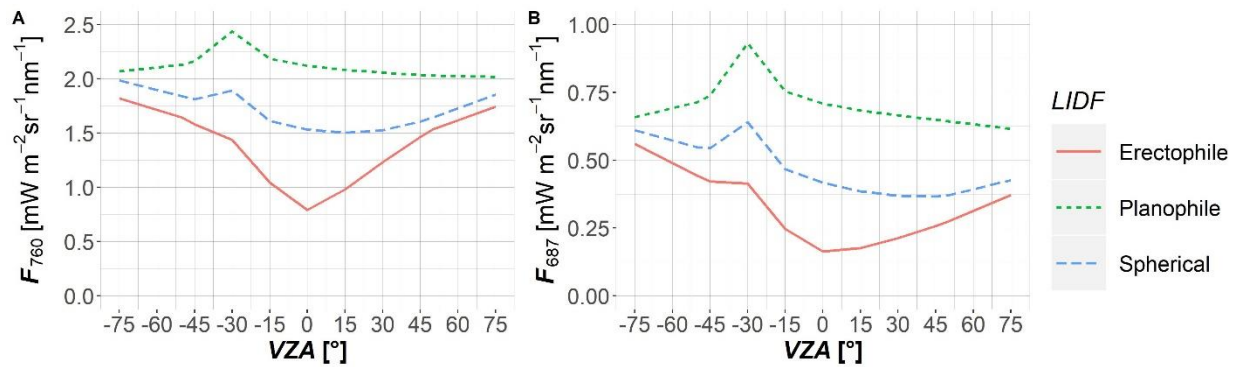 A
F760 [mW m−2sr−1nm−1]
2.5
2.0
1.5
1.0
0.5
0.0
-75 -60 -45 -30 -15 0 15 30 45 60 75
VZA [°]
B
F687 [mW m−2sr−1nm−1]
1.00
0.75
0.50
0.25
0.00
-75 -60 -45 -30 -15 0 15 30 45 60 75
VZA [°]
LIDF
Erectophile
Planophile
Spherical